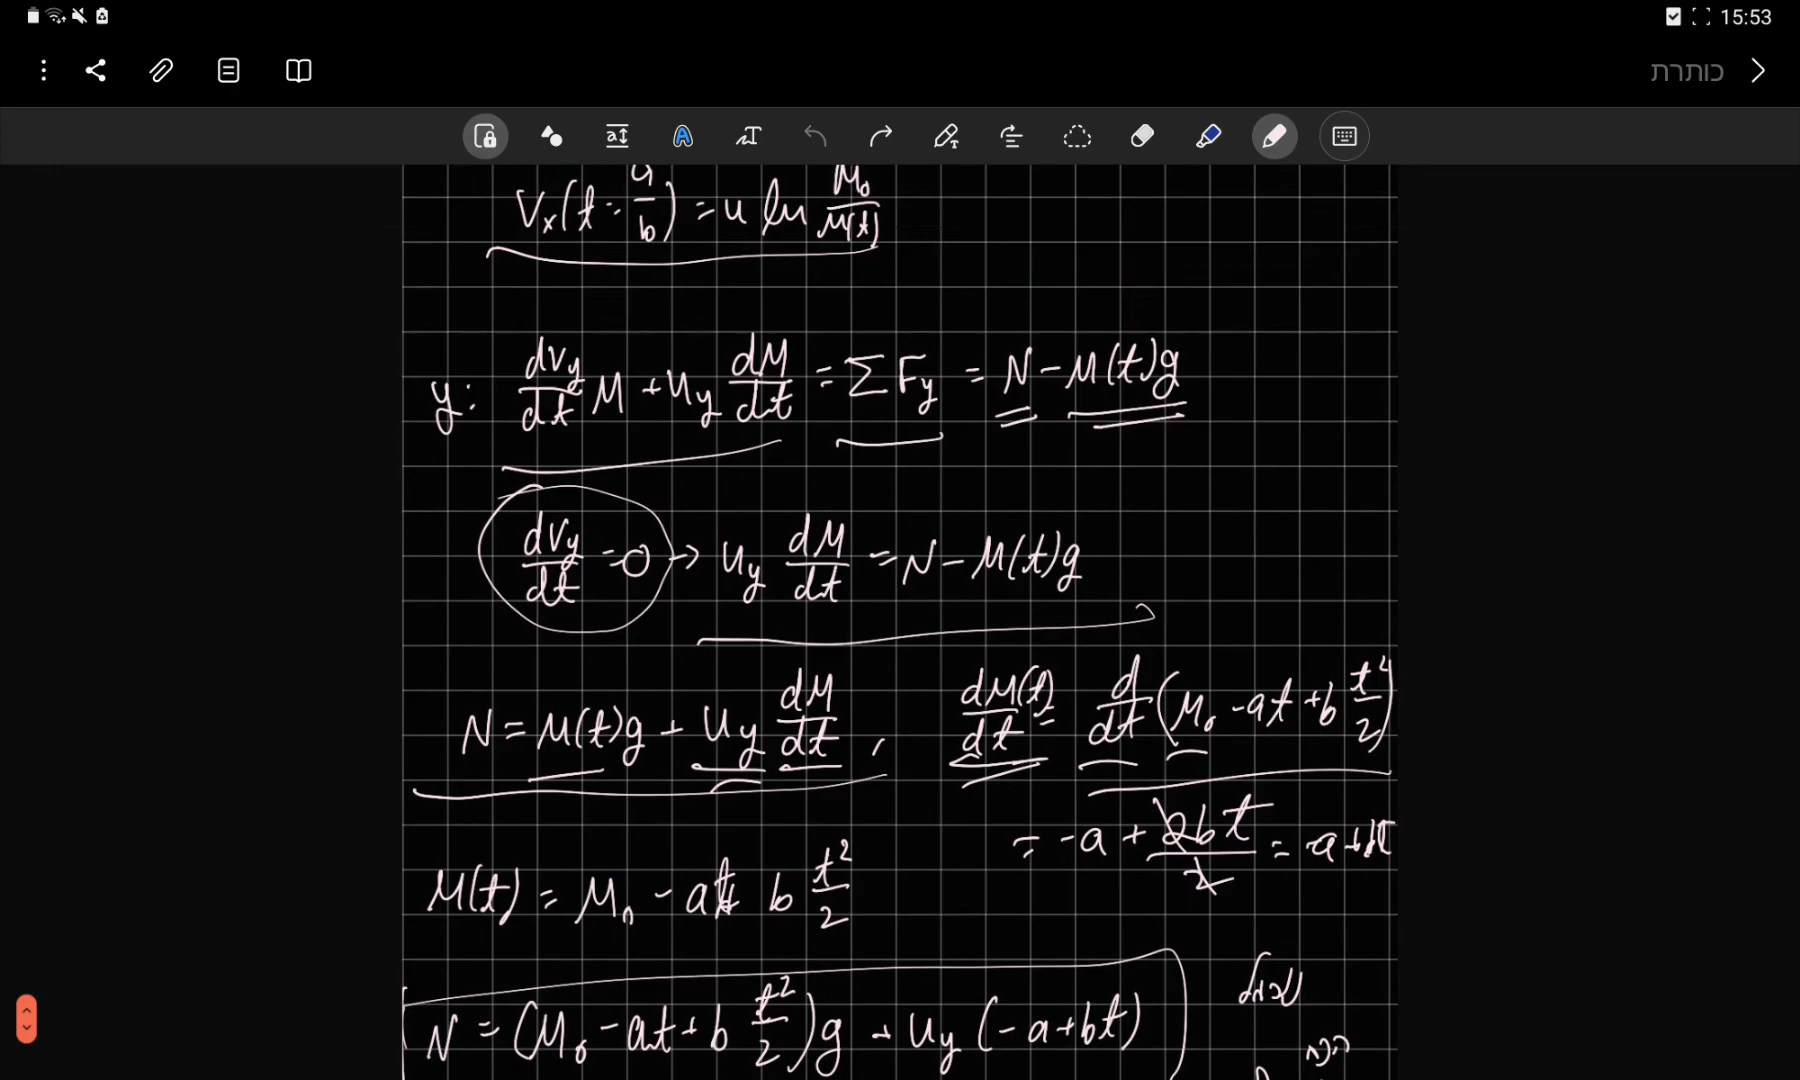 15:53
כותרת
Vx(t = a/b) = u ln M₀/M(t)
y: dVy/dt M + Uy dM/dt = ΣFy = N − M(t)g
dVy/dt = 0 → Uy dM/dt = N − M(t)g
N = M(t)g + Uy dM/dt , dM(t)/dt = d/dt (M₀ − at + b t²/2)
= −a + 2bt/2 = −a + bt
M(t) = M₀ − at + b t²/2
N = (M₀ − at + b t²/2)g + Uy (−a + bt)